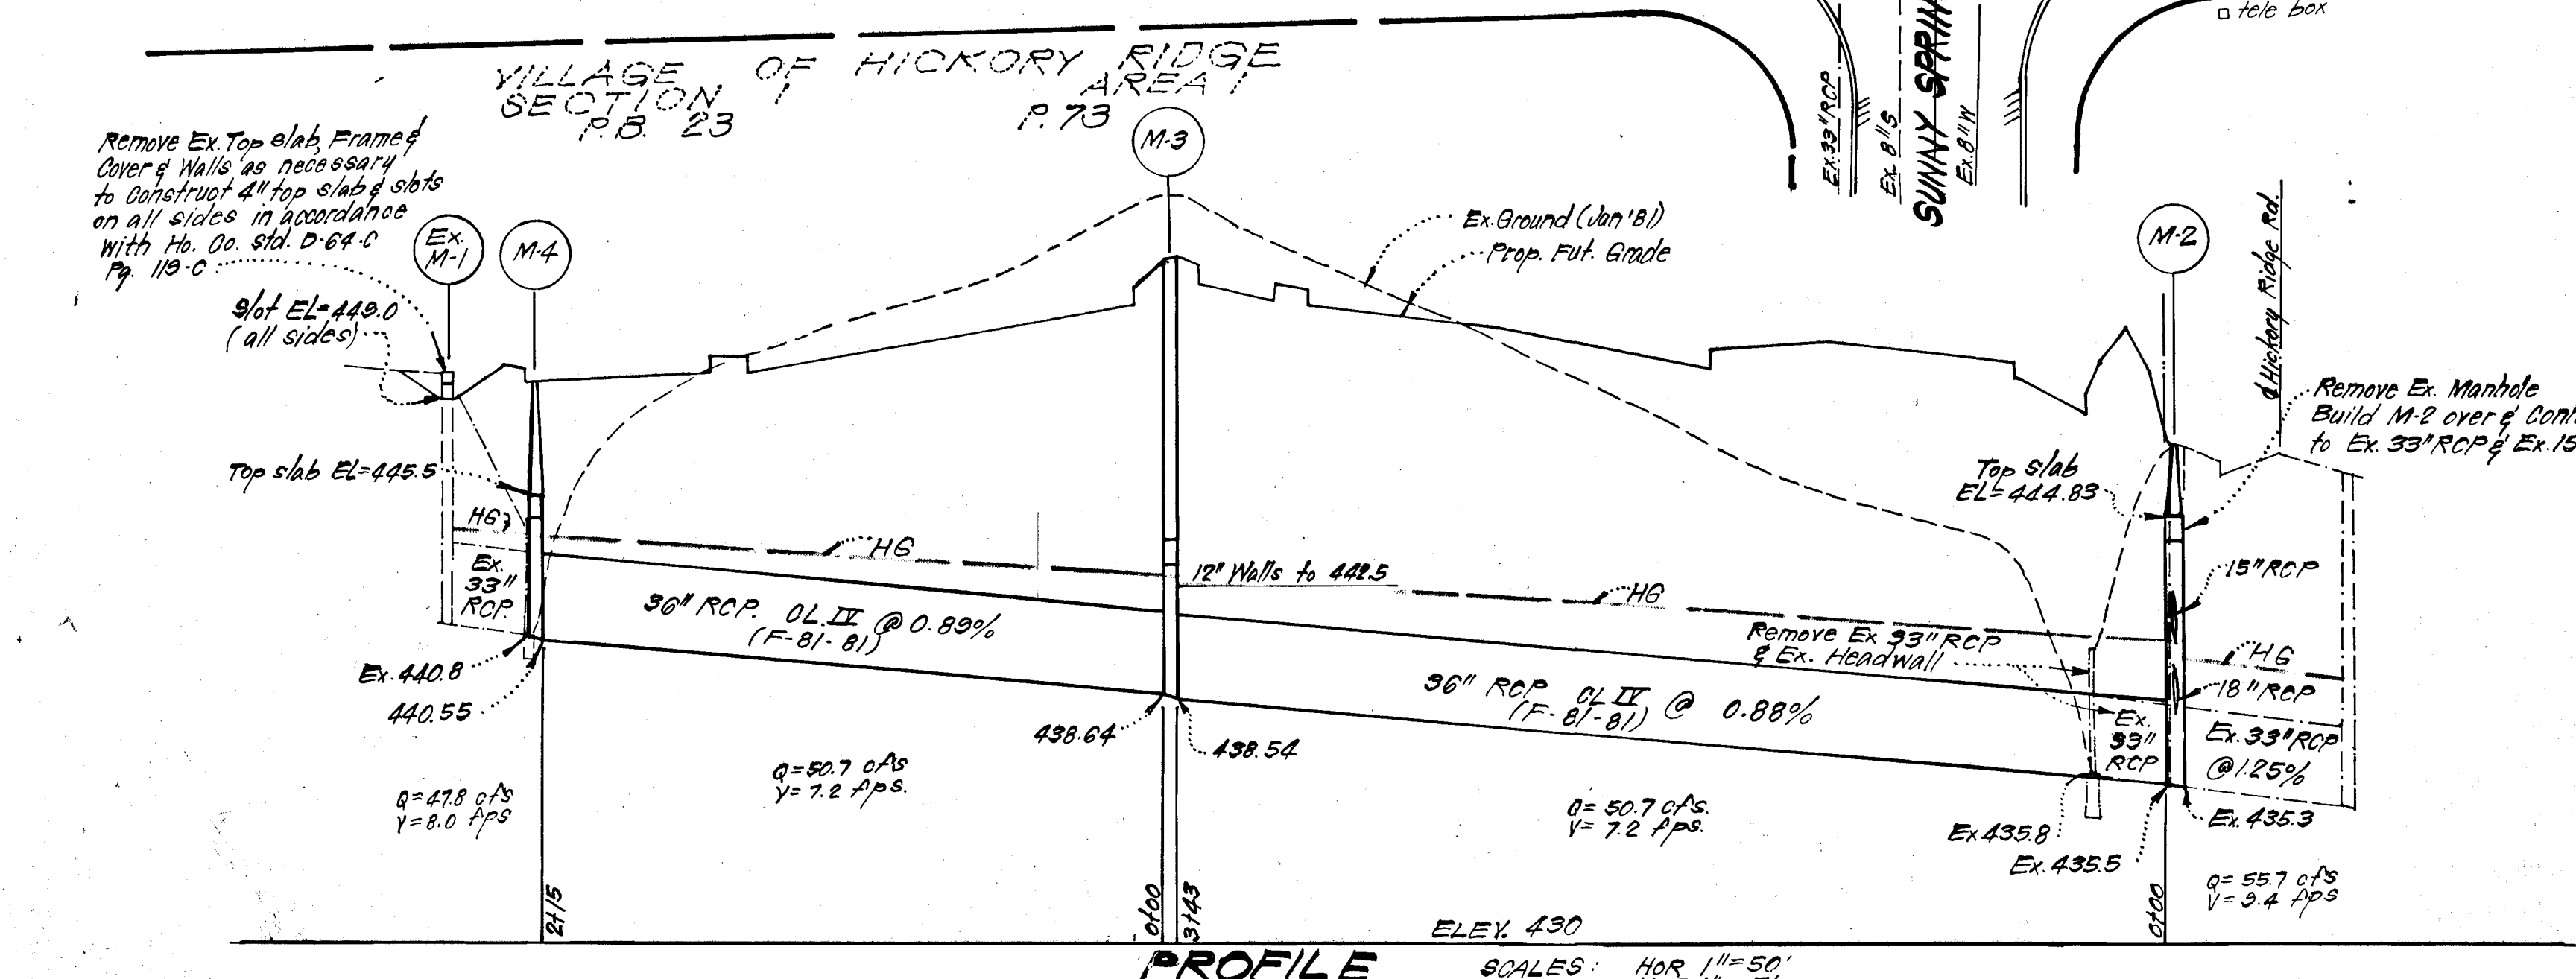 □ tele box
VILLAGE OF HICKORY RIDGE
SECTION 1 AREA 1
P.B. 23 P. 73
Ex. 33" RCP
Ex. 8" S
SUNNY SPRIN
Ex. 8" W
Remove Ex. Top slab, Frame &
Cover & Walls as necessary
to Construct 4" top slab & slots
on all sides in accordance
with Ho. Co. std. D-64-C
Pg. 119-C
Ex.
M-1
M-4
M-3
M-2
₵ Hickory Ridge Rd.
Ex. Ground (Jan '81)
Prop. Fut. Grade
Slot EL=449.0
(all sides)
Remove Ex. Manhole
Build M-2 over &
to Ex. 33" RCP & Ex. 15
Top slab EL=445.5
Top slab
EL=444.83
HG
HG
12" Walls to 442.5
HG
15" RCP
Ex.
33"
RCP
36" RCP. CL. IV @ 0.89%
(F-81-81)
Remove Ex 33" RCP
& Ex. Headwall
HG
18" RCP
Ex. 440.8
440.55
36" RCP CL IV @ 0.88%
(F-81-81)
Ex.
33"
RCP
Ex. 33" RCP
@1.25%
438.64
438.54
Q=47.8 cfs
V=8.0 fps
Q=50.7 cfs
V=7.2 fps.
Q=50.7 cfs.
V=7.2 fps.
Ex 435.8
Ex. 435.5
Ex. 435.3
Q=55.7 cfs
V=9.4 fps
2+15
0+00
3+43
0+00
ELEV. 430
PROFILE
SCALES: HOR 1"=50'